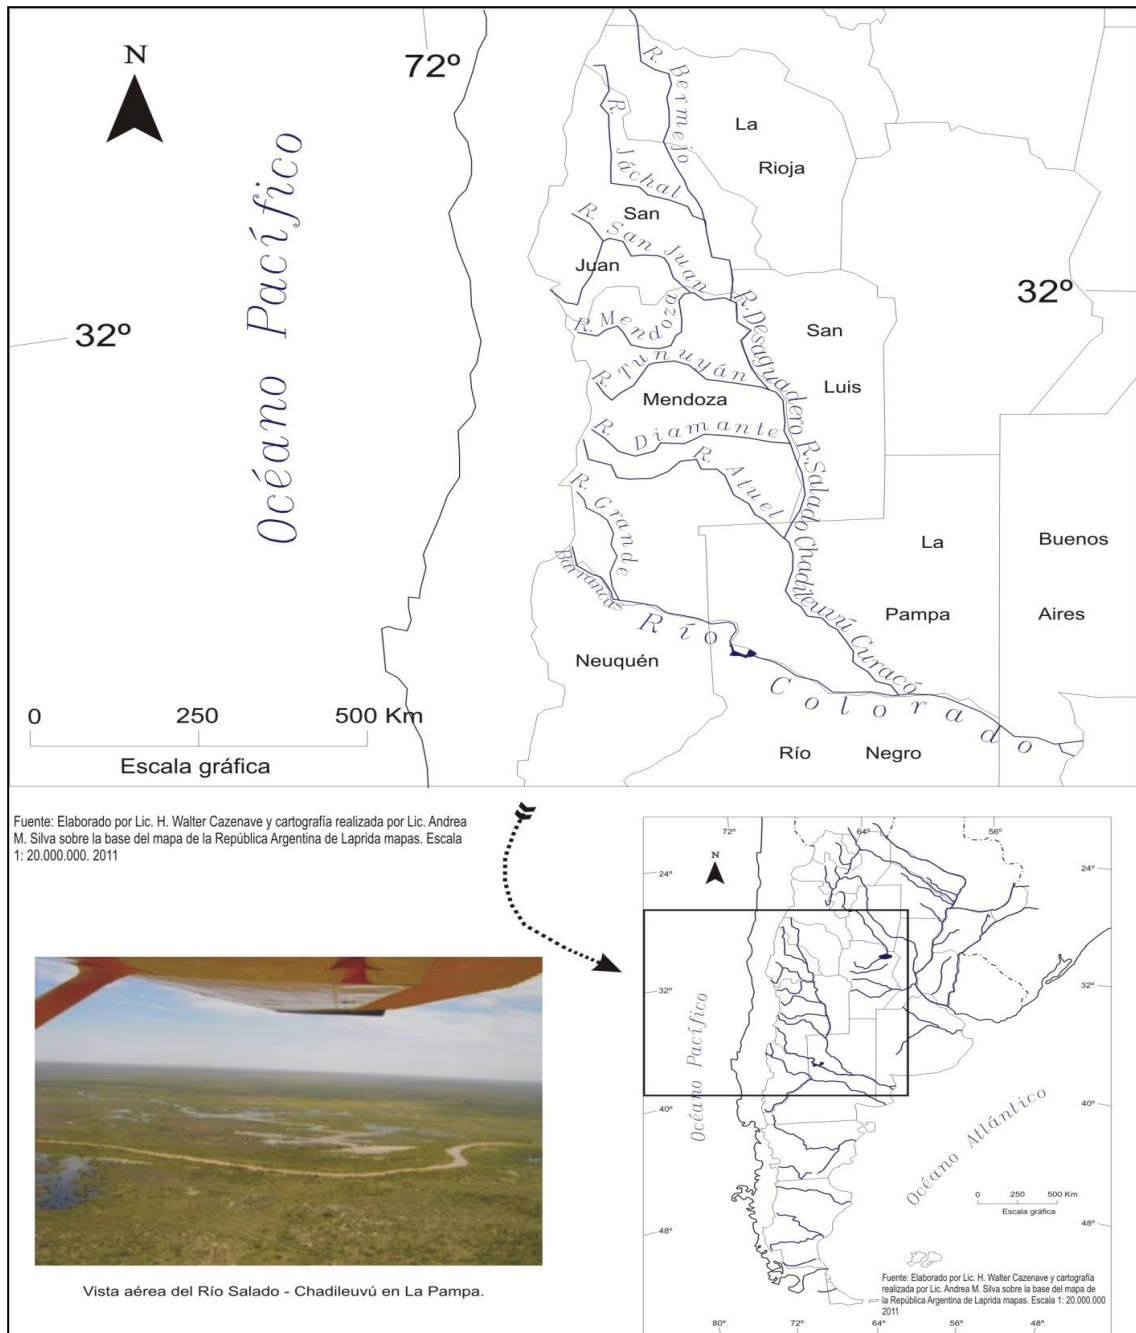 N
72º
Océano Pacífico
32º
32º
R. Bermejo
R. Jáchal
La
Rioja
San
Juan
R. San Juan
R. Mendoza
R. Desaguadero
R. Tunuyán
San
Luis
Mendoza
R. Diamante
R. Atuel
R. Salado
Chadileuvú
Curacó
R. Grande
Barrancas
Río Colorado
La
Pampa
Buenos
Aires
Neuquén
Río Negro
0 250 500 Km
Escala gráfica
Fuente: Elaborado por Lic. H. Walter Cazenave y cartografía realizada por Lic. Andrea
M. Silva sobre la base del mapa de la República Argentina de Laprida mapas. Escala
1: 20.000.000. 2011
Vista aérea del Río Salado - Chadileuvú en La Pampa.
72º 64º 56º
N
24º 24º
32º 32º
Océano Pacífico
40º 40º
Océano Atlántico
0 250 500 Km
Escala gráfica
48º 48º
Fuente: Elaborado por Lic. H. Walter Cazenave y cartografía
realizada por Lic. Andrea M. Silva sobre la base del mapa de
la República Argentina de Laprida mapas. Escala 1: 20.000.000
2011
80º 72º 64º 56º 48º